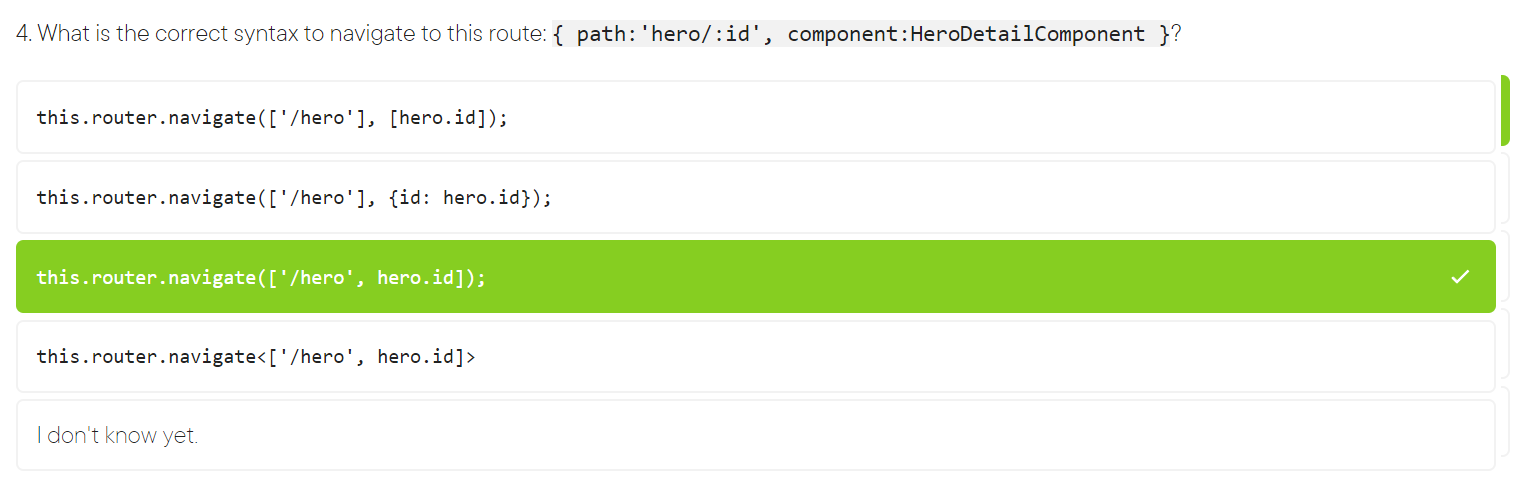 4. What is the correct syntax to navigate to this route: { path:'hero/:id', component:HeroDetailComponent }?
this.router.navigate(['/hero'], [hero.id]);
this.router.navigate(['/hero'], {id: hero.id});
this.router.navigate(['/hero', hero.id]);
this.router.navigate<['/hero', hero.id]>
I don't know yet.